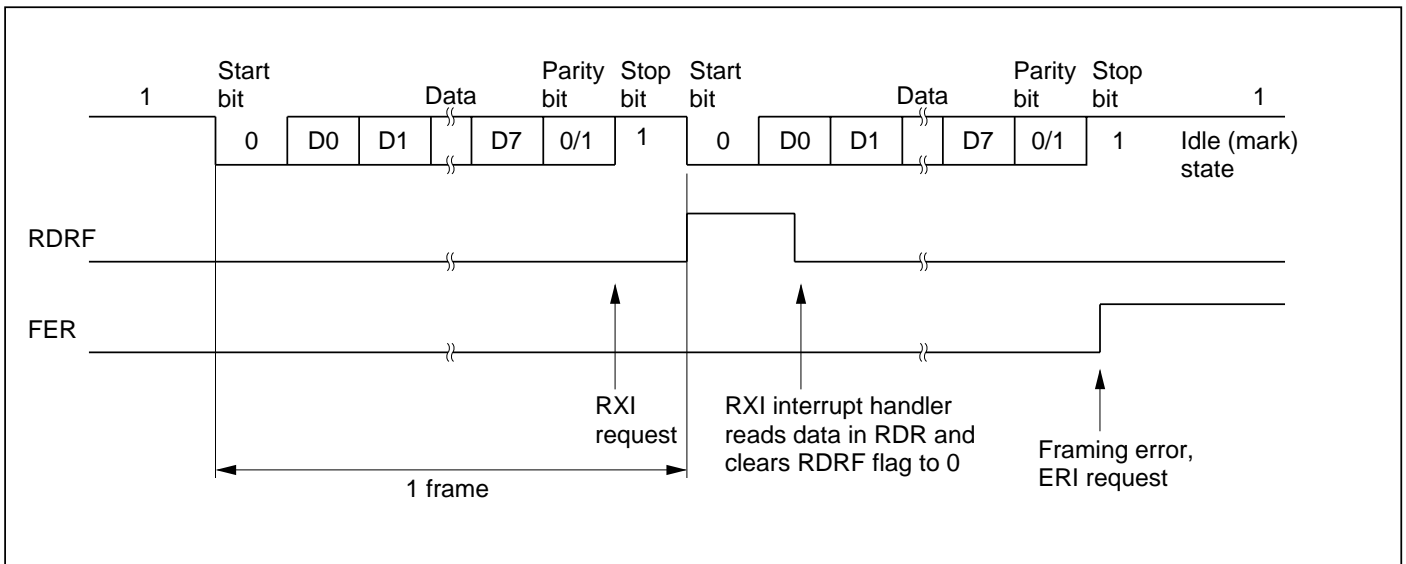 Start Parity Stop Start Parity Stop
1 bit Data bit bit bit Data bit bit 1
0 D0 D1 D7 0/1 1 0 D0 D1 D7 0/1 1 Idle (mark)
state
RDRF
FER
RXI
request
RXI interrupt handler
reads data in RDR and
clears RDRF flag to 0
Framing error,
ERI request
1 frame